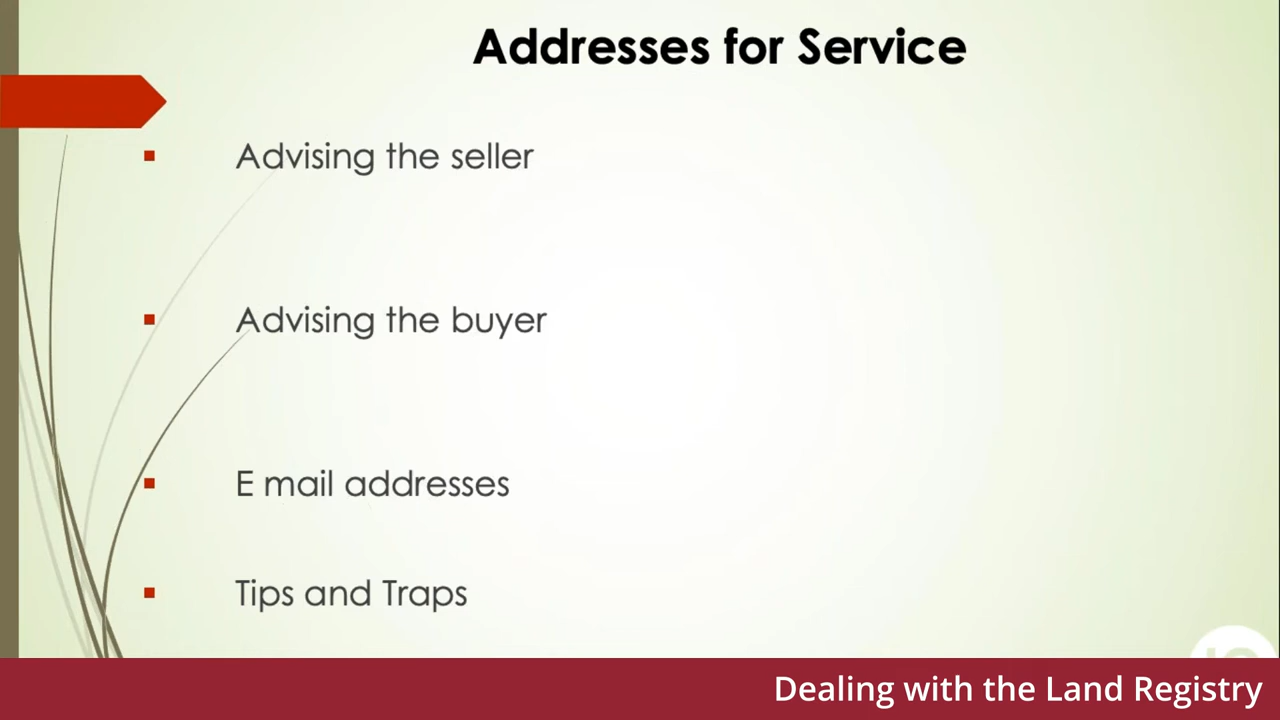 Addresses for Service
Advising the seller
Advising the buyer
E mail addresses
Tips and Traps
Dealing with the Land Registry